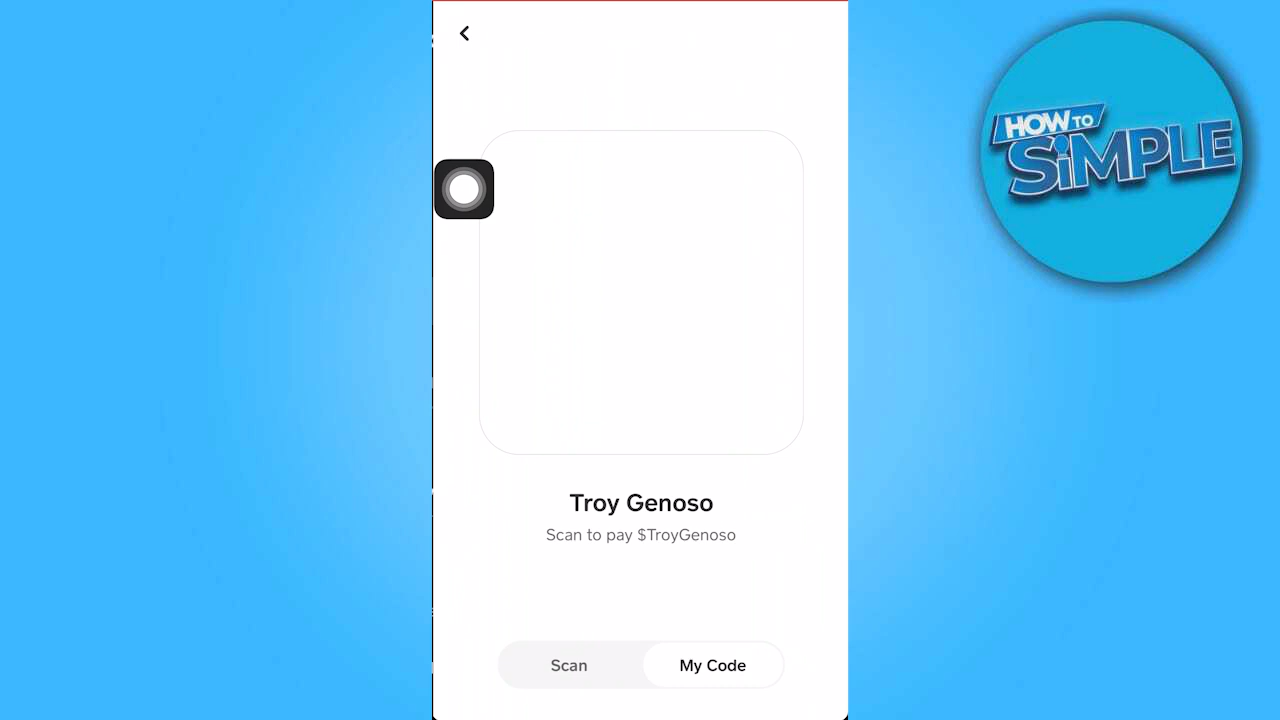 HOW TO
SiMPLE
Troy Genoso
Scan to pay $TroyGenoso
Scan
My Code